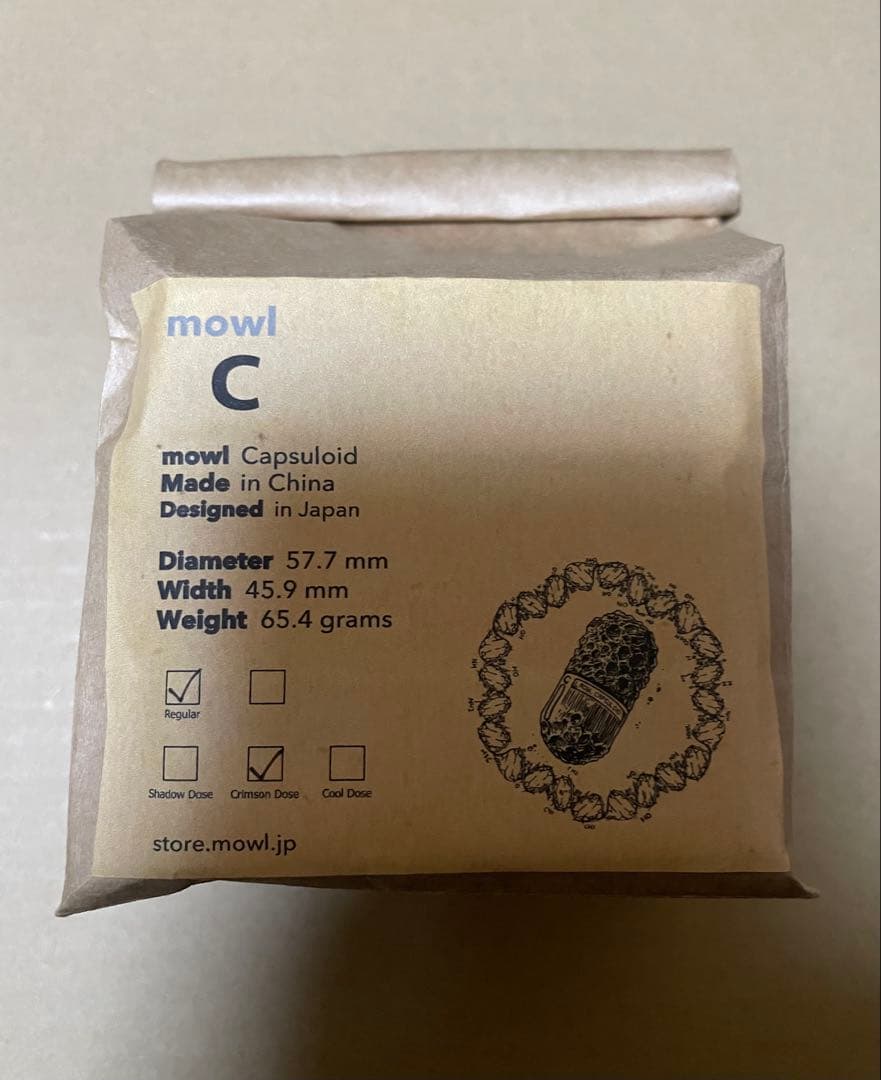 mowl
C
mowl Capsuloid
Made in China
Designed in Japan
Diameter 57.7 mm
Width 45.9 mm
Weight 65.4 grams
Regular
Shadow Dose Crimson Dose Cool Dose
store.mowl.jp